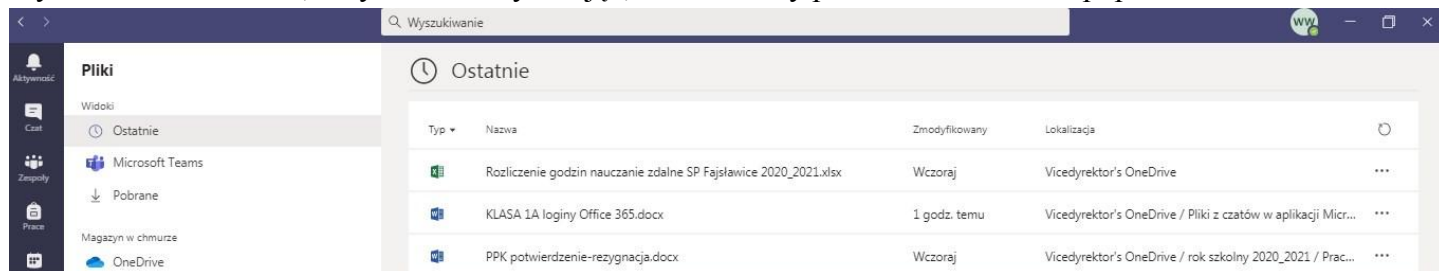 Wyszukiwanie
WW
Aktywność
Pliki
Ostatnie
Widoki
Czat
Ostatnie
Typ Nazwa Zmodyfikowany Lokalizacja
Zespoły
Microsoft Teams
Rozliczenie godzin nauczanie zdalne SP Fajsławice 2020_2021.xlsx Wczoraj Vicedyrektor's OneDrive
Pobrane
Prace
KLASA 1A loginy Office 365.docx 1 godz. temu Vicedyrektor's OneDrive / Pliki z czatów w aplikacji Micr...
Magazyn w chmurze
OneDrive
PPK potwierdzenie-rezygnacja.docx Wczoraj Vicedyrektor's OneDrive / rok szkolny 2020_2021 / Prac...